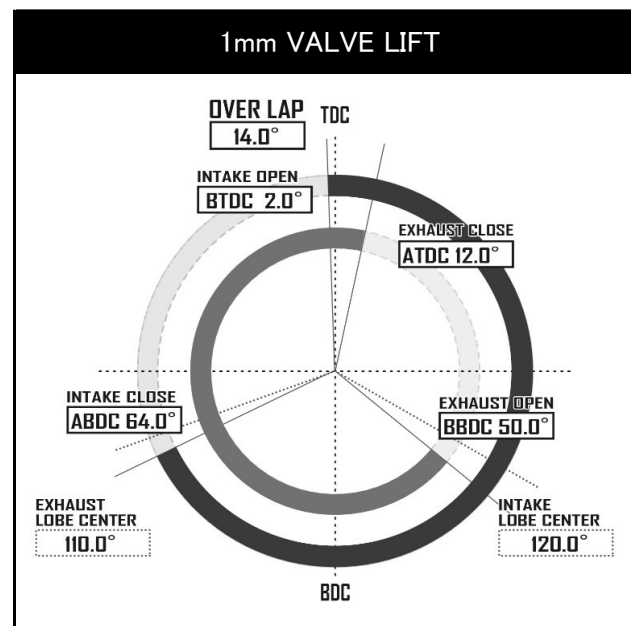 1mm VALVE LIFT
OVER LAP
14.0°
TDC
INTAKE OPEN
BTDC 2.0°
EXHAUST CLOSE
ATDC 12.0°
INTAKE CLOSE
ABDC 64.0°
EXHAUST OPEN
BBDC 50.0°
EXHAUST
LOBE CENTER
110.0°
INTAKE
LOBE CENTER
120.0°
BDC